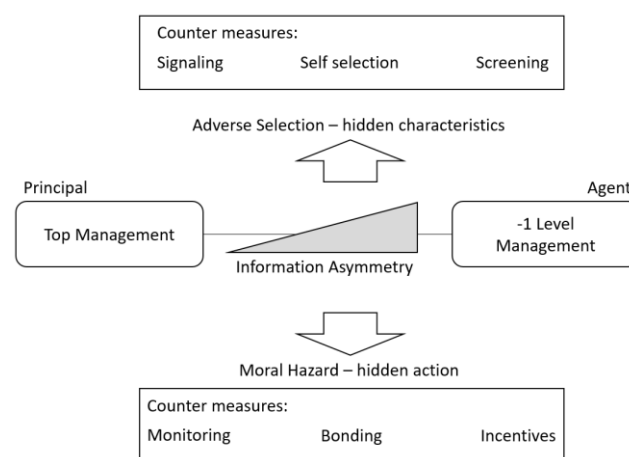 Counter measures:
Signaling Self selection Screening
Adverse Selection – hidden characteristics
Principal Agent
Top Management
-1 Level
Management
Information Asymmetry
Moral Hazard – hidden action
Counter measures:
Monitoring Bonding Incentives